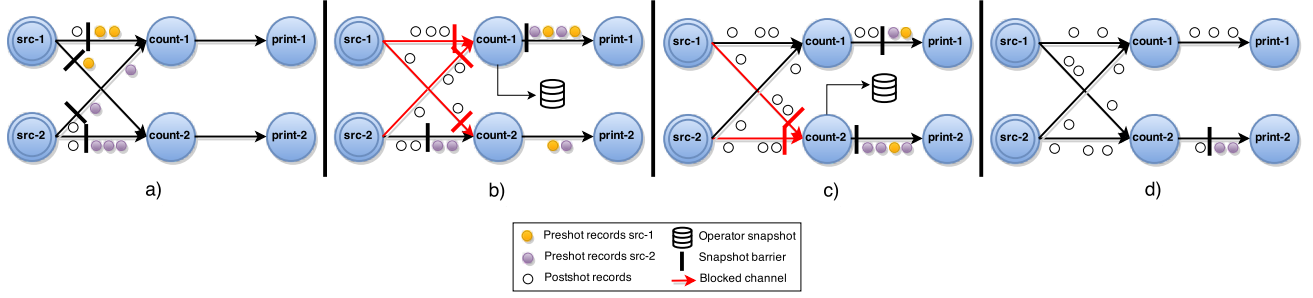 src-1 count-1 print-1 src-1 count-1 print-1 src-1 count-1 print-1 src-1 count-1 print-1
src-2 count-2 print-2 src-2 count-2 print-2 src-2 count-2 print-2 src-2 count-2 print-2
a) b) c) d)
Preshot records src-1 Operator snapshot
Preshot records src-2 Snapshot barrier
Postshot records Blocked channel